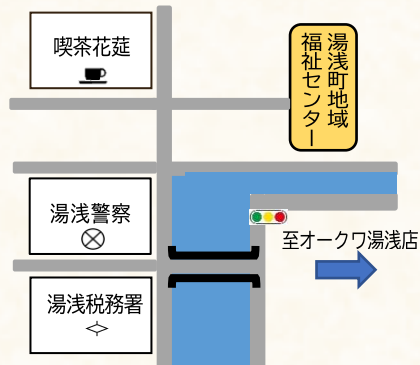 喫茶花莚
湯浅町地域
福祉センター
湯浅警察
至オークワ湯浅店
湯浅税務署